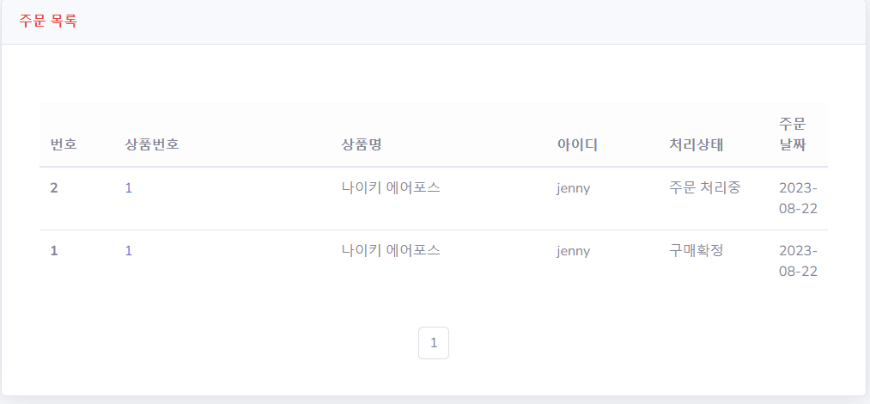 주문 목록
번호 상품번호 상품명 아이디 처리상태 주문
날짜
2 1 나이키 에어포스 jenny 주문 처리중 2023-
08-22
1 1 나이키 에어포스 jenny 구매확정 2023-
08-22
1